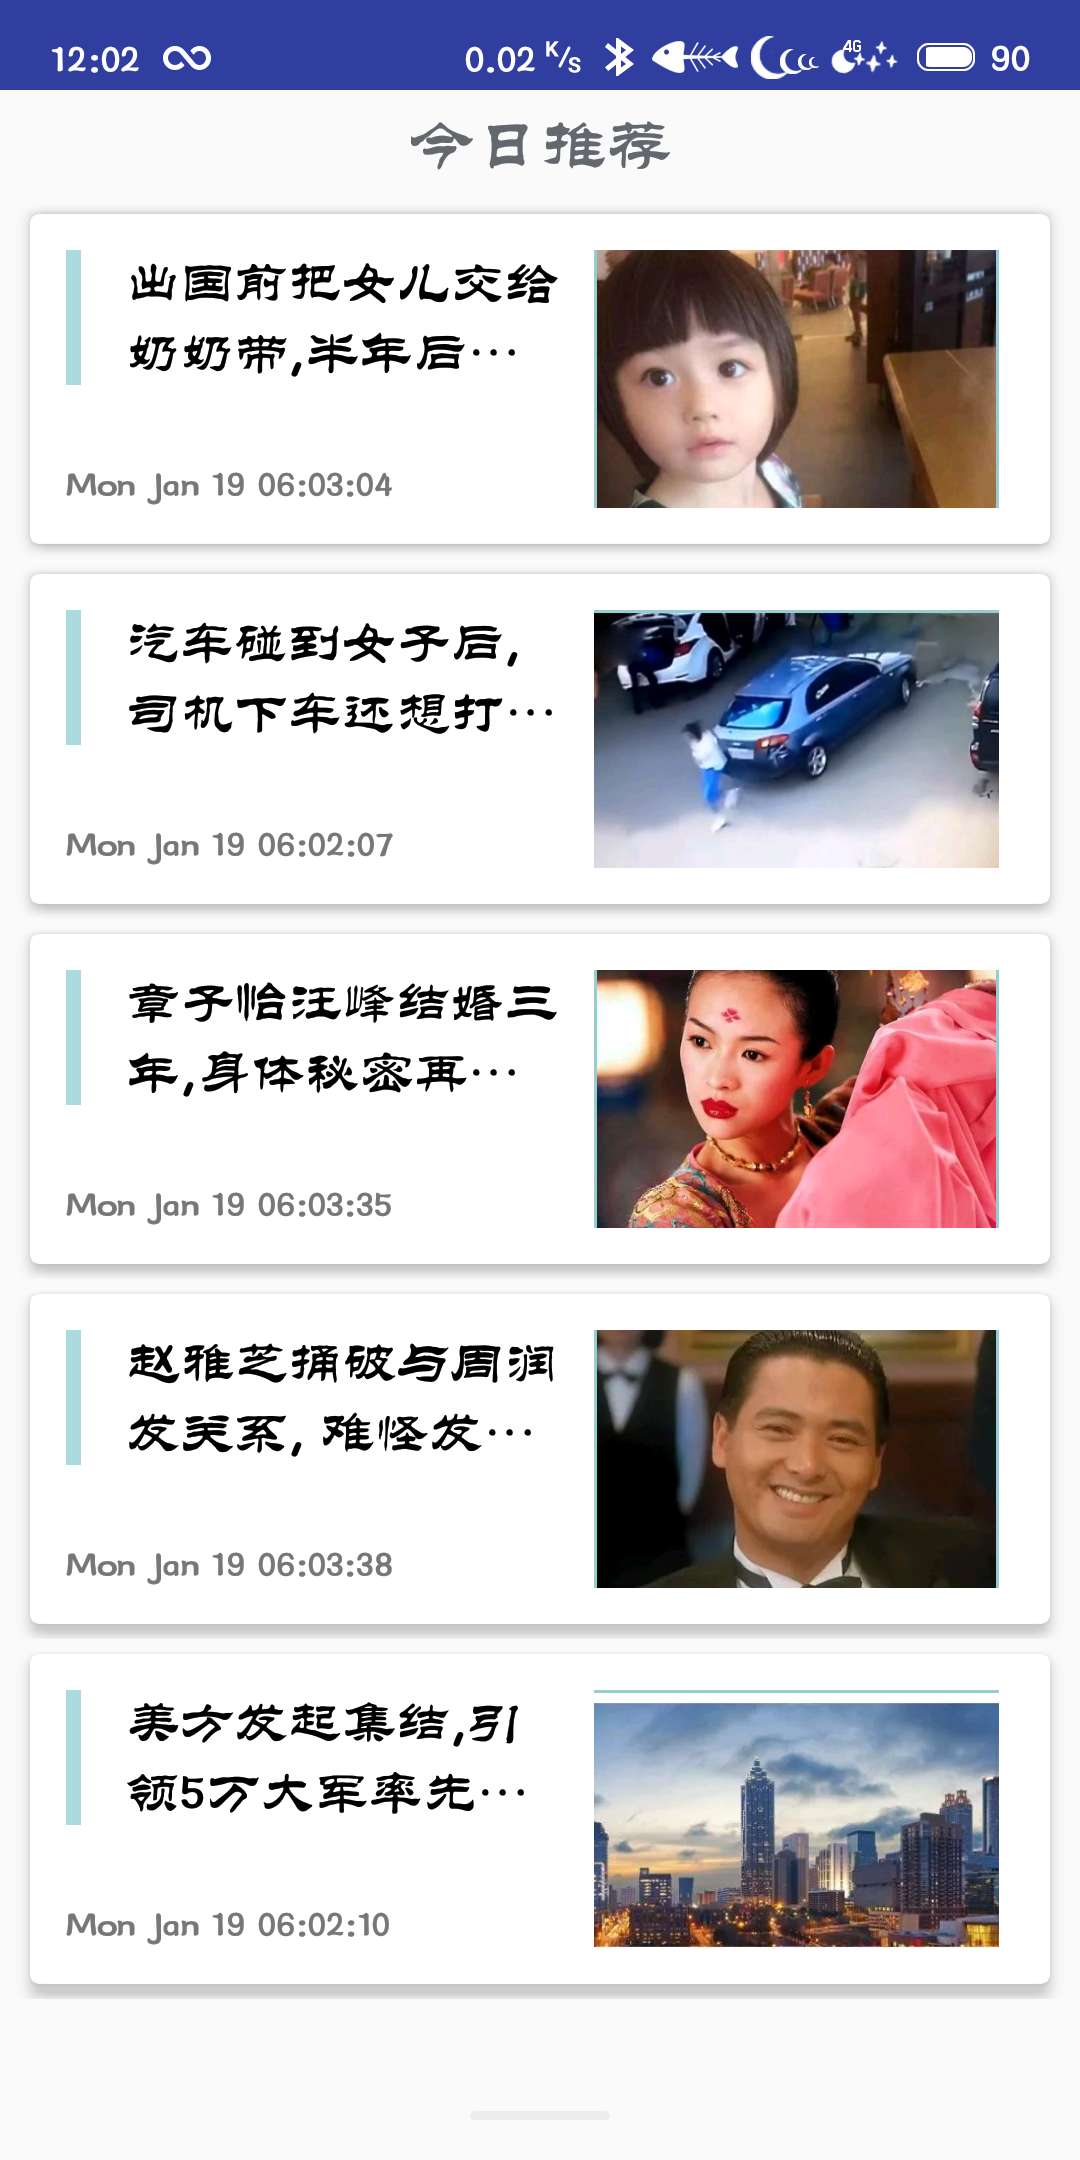 12:02 0.02 K/s 4G 90
今日推荐
出国前把女儿交给
奶奶带,半年后…
Mon Jan 19 06:03:04
汽车碰到女子后,
司机下车还想打…
Mon Jan 19 06:02:07
章子怡汪峰结婚三
年,身体秘密再…
Mon Jan 19 06:03:35
赵雅芝捅破与周润
发关系, 难怪发…
Mon Jan 19 06:03:38
美方发起集结,引
领5万大军率先…
Mon Jan 19 06:02:10